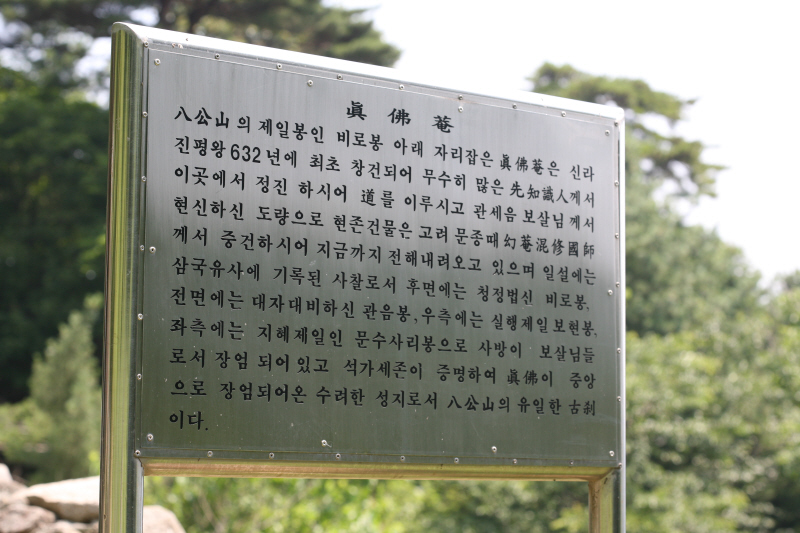 眞佛菴
八公山의 제일봉인 비로봉 아래 자리잡은 眞佛菴은 신라
진평왕 632년에 최초 창건되어 무수히 많은 先知識人께서
이곳에서 정진 하시어 道를 이루시고 관세음 보살님께서
현신하신 도량으로 현존건물은 고려 문종때 幻菴混修國師
께서 중건하시어 지금까지 전해내려오고 있으며 일설에는
삼국유사에 기록된 사찰로서 후면에는 청정법신 비로봉,
전면에는 대자대비하신 관음봉, 우측에는 실행제일 보현봉,
좌측에는 지혜제일인 문수사리봉으로 사방이 보살님들
로서 장엄 되어있고 석가세존이 증명하여 眞佛이 중앙
으로 장엄되어온 수려한 성지로서 八公山의 유일한 古刹
이다.